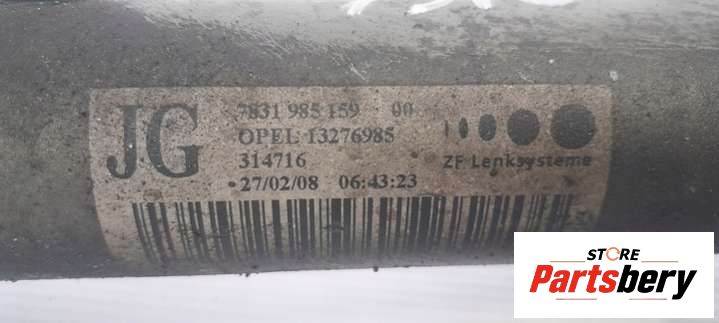 JG
7831 985 159 00
OPEL 13276985
314716
27/02/08 06:43:23
ZF Lenksysteme
STORE
Partsbery